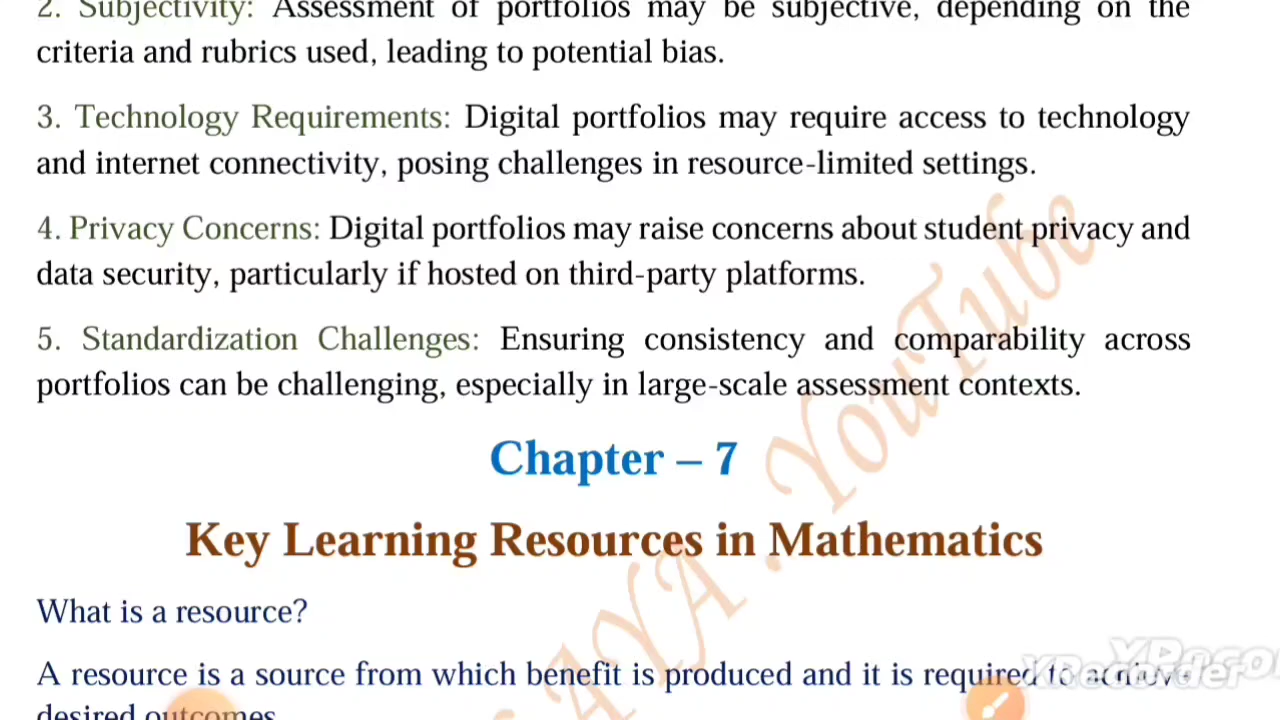 2. Subjectivity: Assessment of portfolios may be subjective, depending on the
criteria and rubrics used, leading to potential bias.
3. Technology Requirements: Digital portfolios may require access to technology
and internet connectivity, posing challenges in resource-limited settings.
4. Privacy Concerns: Digital portfolios may raise concerns about student privacy and
data security, particularly if hosted on third-party platforms.
5. Standardization Challenges: Ensuring consistency and comparability across
portfolios can be challenging, especially in large-scale assessment contexts.
Chapter – 7
Key Learning Resources in Mathematics
What is a resource?
A resource is a source from which benefit is produced and it is required to achieve
desired outcomes
.YouTube
XRecorder